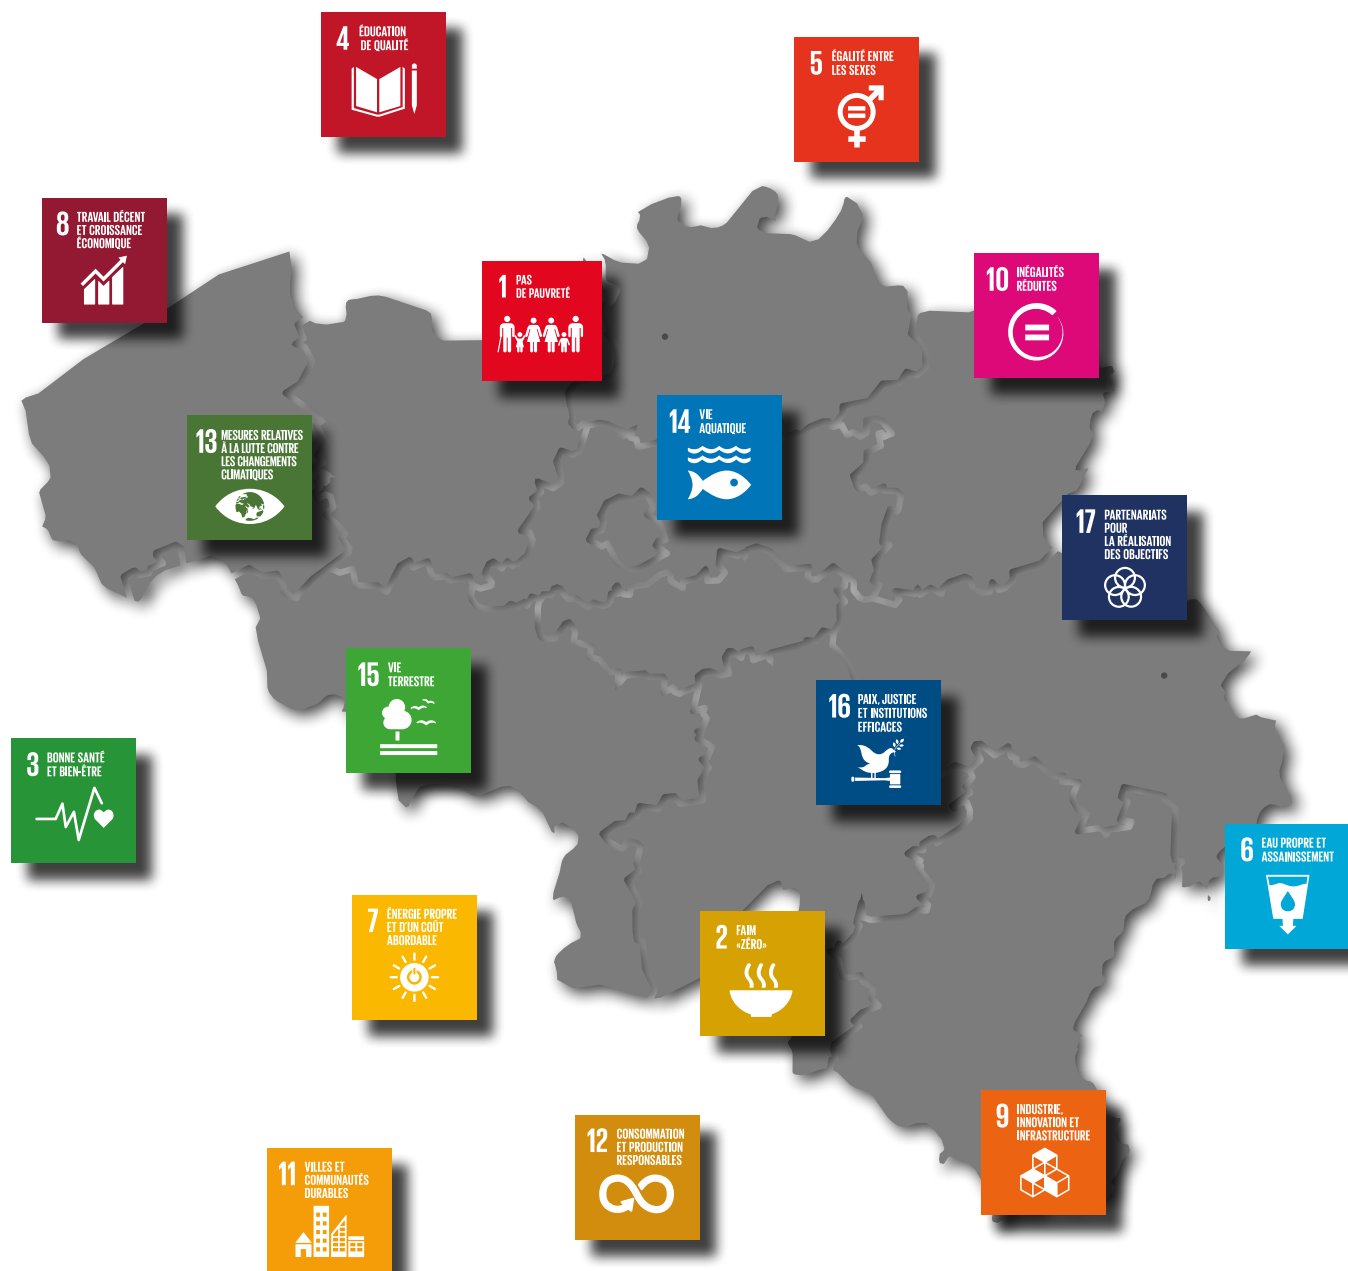 4 ÉDUCATION
DE QUALITÉ
5 ÉGALITÉ ENTRE
LES SEXES
8 TRAVAIL DÉCENT
ET CROISSANCE
ÉCONOMIQUE
1 PAS
DE PAUVRETÉ
10 INÉGALITÉS
RÉDUITES
13 MESURES RELATIVES
À LA LUTTE CONTRE
LES CHANGEMENTS
CLIMATIQUES
14 VIE
AQUATIQUE
17 PARTENARIATS
POUR
LA RÉALISATION
DES OBJECTIFS
15 VIE
TERRESTRE
16 PAIX, JUSTICE
ET INSTITUTIONS
EFFICACES
3 BONNE SANTÉ
ET BIEN-ÊTRE
6 EAU PROPRE ET
ASSAINISSEMENT
7 ÉNERGIE PROPRE
ET D'UN COÛT
ABORDABLE
2 FAIM
«ZÉRO»
9 INDUSTRIE,
INNOVATION ET
INFRASTRUCTURE
12 CONSOMMATION
ET PRODUCTION
RESPONSABLES
11 VILLES ET
COMMUNAUTÉS
DURABLES